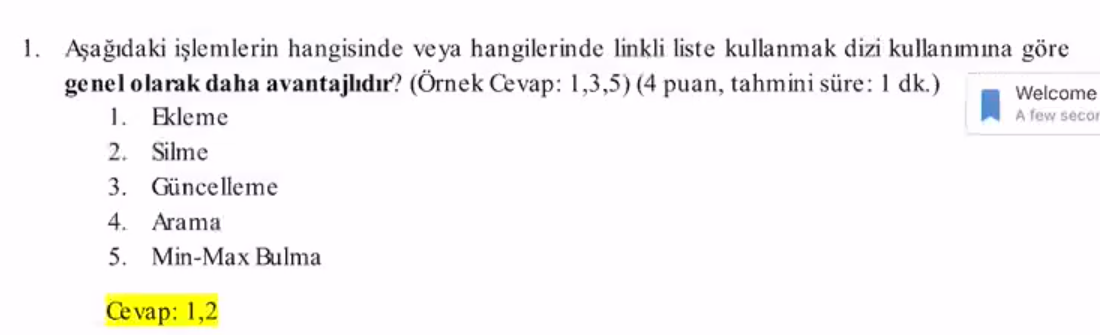 1. Aşağıdaki işlemlerin hangisinde veya hangilerinde linkli liste kullanmak dizi kullanımına göre
genel olarak daha avantajlıdır? (Örnek Cevap: 1,3,5) (4 puan, tahmini süre: 1 dk.)
1. Ekleme
2. Silme
3. Güncelleme
4. Arama
5. Min-Max Bulma
Cevap: 1,2
Welcome
A few